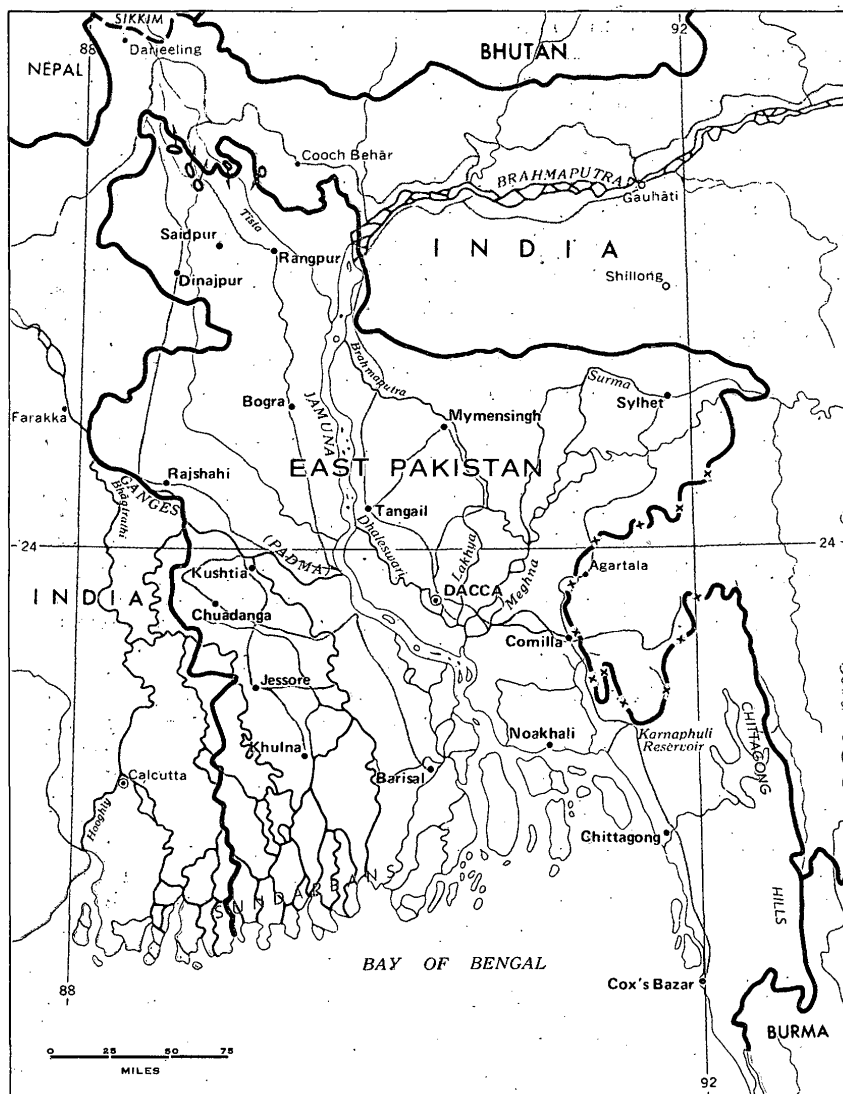 SIKKIM
88
Darjeeling
NEPAL
BHUTAN
92
Cooch Behār
BRAHMAPUTRA
Gauhāti
Tista
INDIA
Saidpur
Rangpur
Dinajpur
Shillong
Brahmaputra
Surma
Sylhet
Bogra
JAMUNA
Farakka
Mymensingh
EAST PAKISTAN
Rajshahi
GANGES
Bhagirathi
Tangail
24
(PADMA)
Dhaleswari
Lakhya
Meghna
24
Kushtia
Agartala
INDIA
DACCA
Chuadanga
Comilla
Jessore
Noakhali
Karnaphuli
Reservoir
CHITTAGONG
Khulna
Calcutta
Barisal
Hooghly
Chittagong
SUNDARBANS
HILLS
BAY OF BENGAL
Cox's Bazar
88
BURMA
0 25 50 75
MILES
92